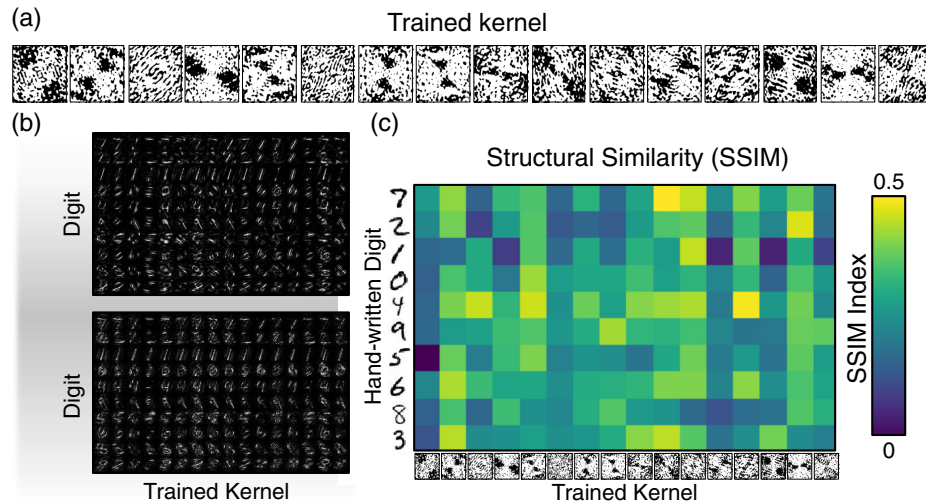 (a)
Trained kernel
(b)
Digit
Digit
Trained Kernel
(c)
Structural Similarity (SSIM)
Hand-written Digit
7
2
1
0
4
9
5
6
8
3
Trained Kernel
0.5
SSIM Index
0